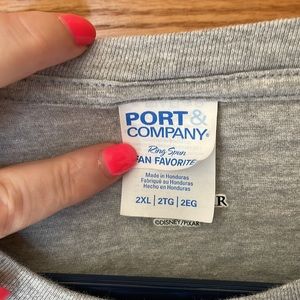 PORT&
COMPANY®
Ring Spun
FAN FAVORITE
Made in Honduras
Fabriqué au Honduras
Hecho en Honduras
2XL | 2TG | 2EG
R
©DISNEY/PIXAR